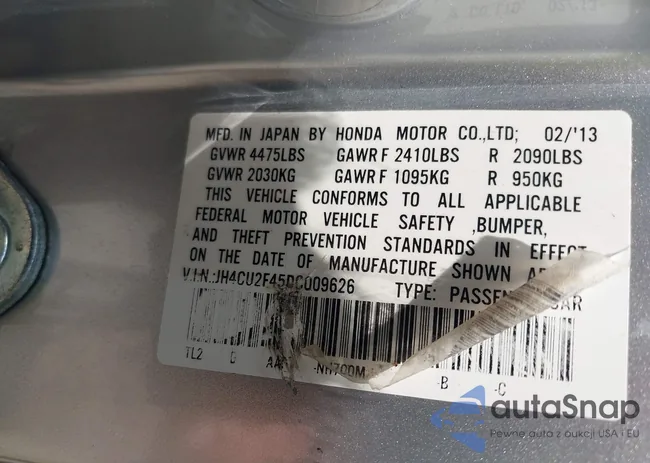 MFD. IN JAPAN BY HONDA MOTOR CO.,LTD; 02/'13
GVWR 4475LBS GAWR F 2410LBS R 2090LBS
GVWR 2030KG GAWR F 1095KG R 950KG
THIS VEHICLE CONFORMS TO ALL APPLICABLE
FEDERAL MOTOR VEHICLE SAFETY ,BUMPER,
AND THEFT PREVENTION STANDARDS IN EFFECT
ON THE DATE OF MANUFACTURE SHOWN
V.I.N.:JH4CU2F45DC009626 TYPE:
TL2 -NH700M -B -C
autaSnap
Pewne auta z aukcji USA i EU